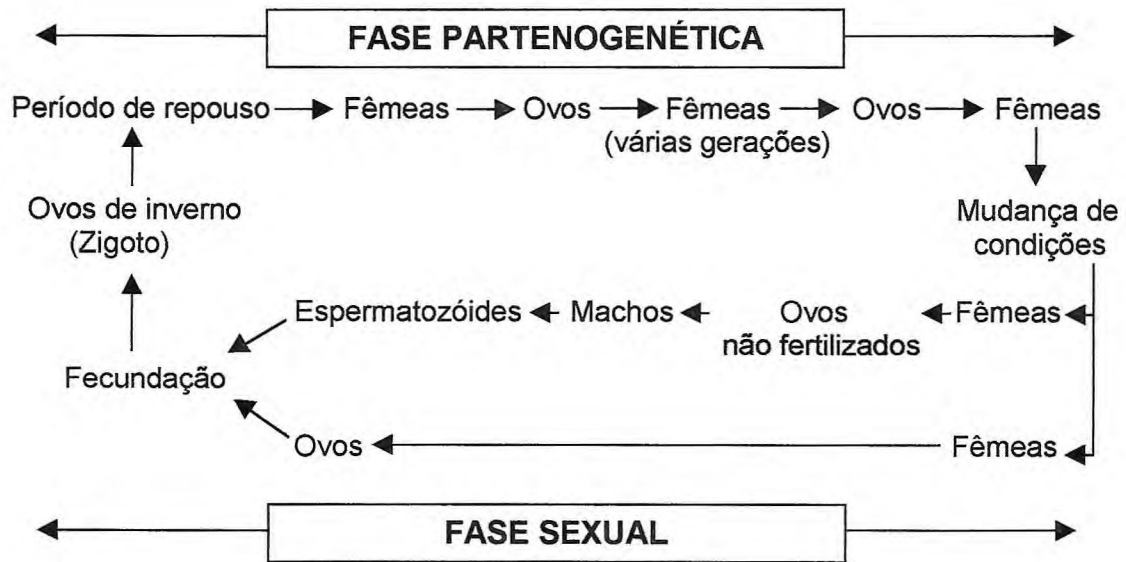 FASE PARTENOGENÉTICA
Período de repouso Fêmeas Ovos Fêmeas Ovos Fêmeas
(várias gerações)
Ovos de inverno
(Zigoto)
Mudança de
condições
Espermatozóides Machos Ovos Fêmeas
não fertilizados
Fecundação
Ovos Fêmeas
FASE SEXUAL